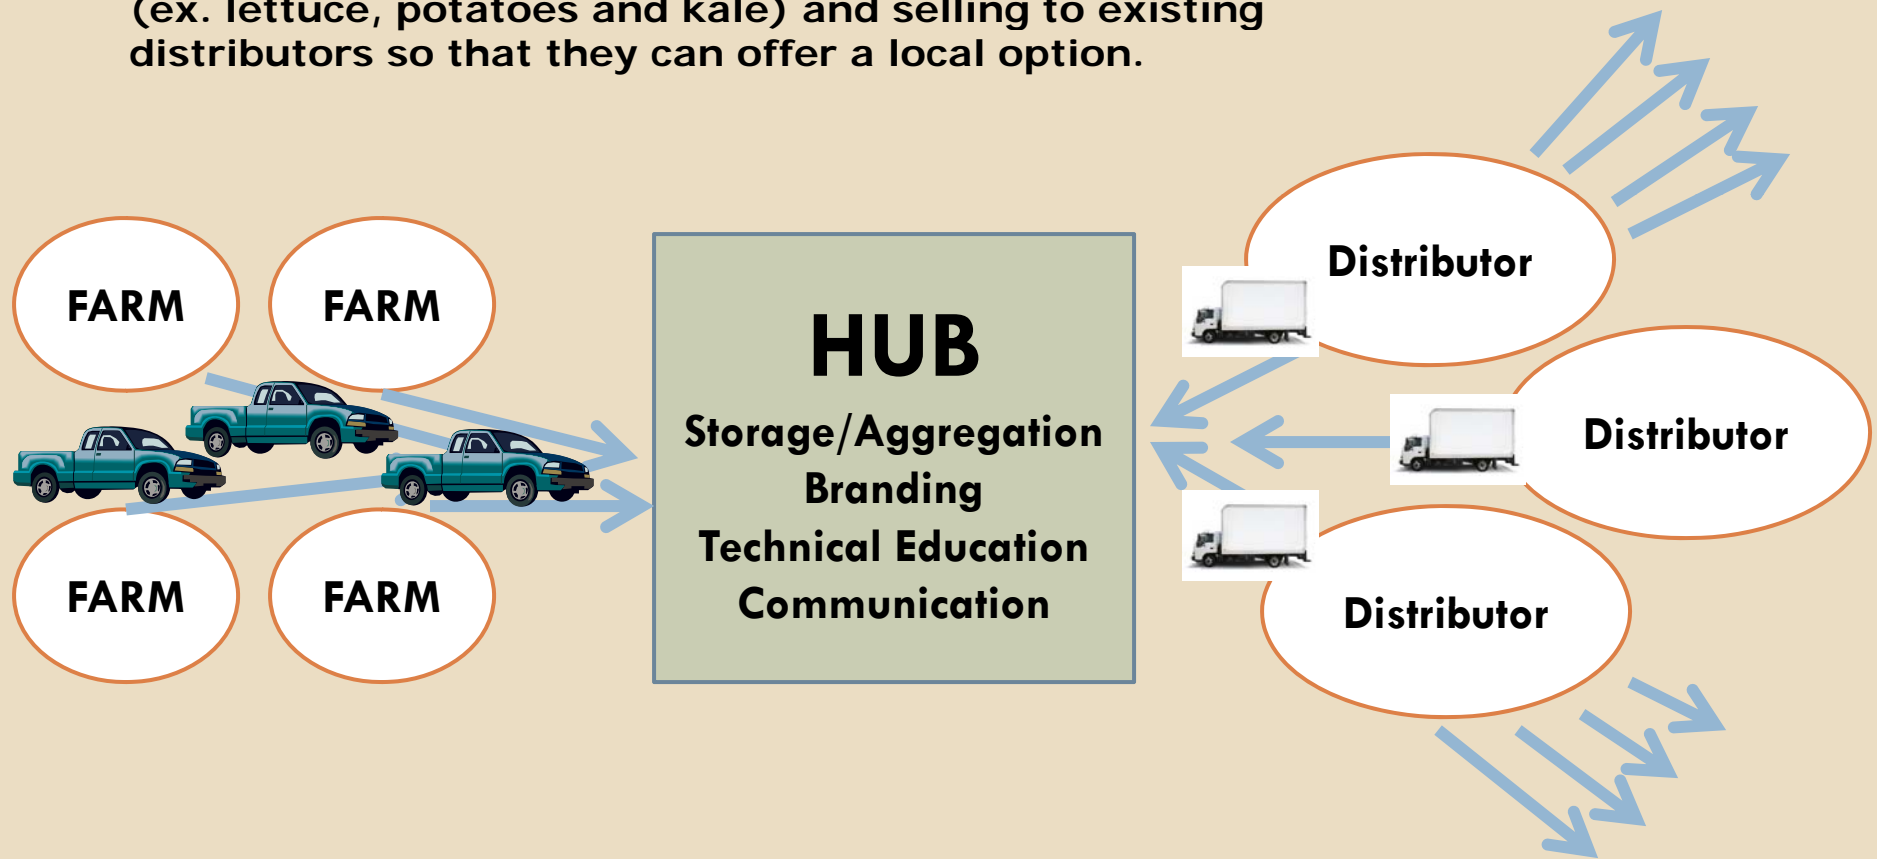 (ex. lettuce, potatoes and kale) and selling to existing
distributors so that they can offer a local option.
FARM
FARM
FARM
FARM
HUB
Storage/Aggregation
Branding
Technical Education
Communication
Distributor
Distributor
Distributor